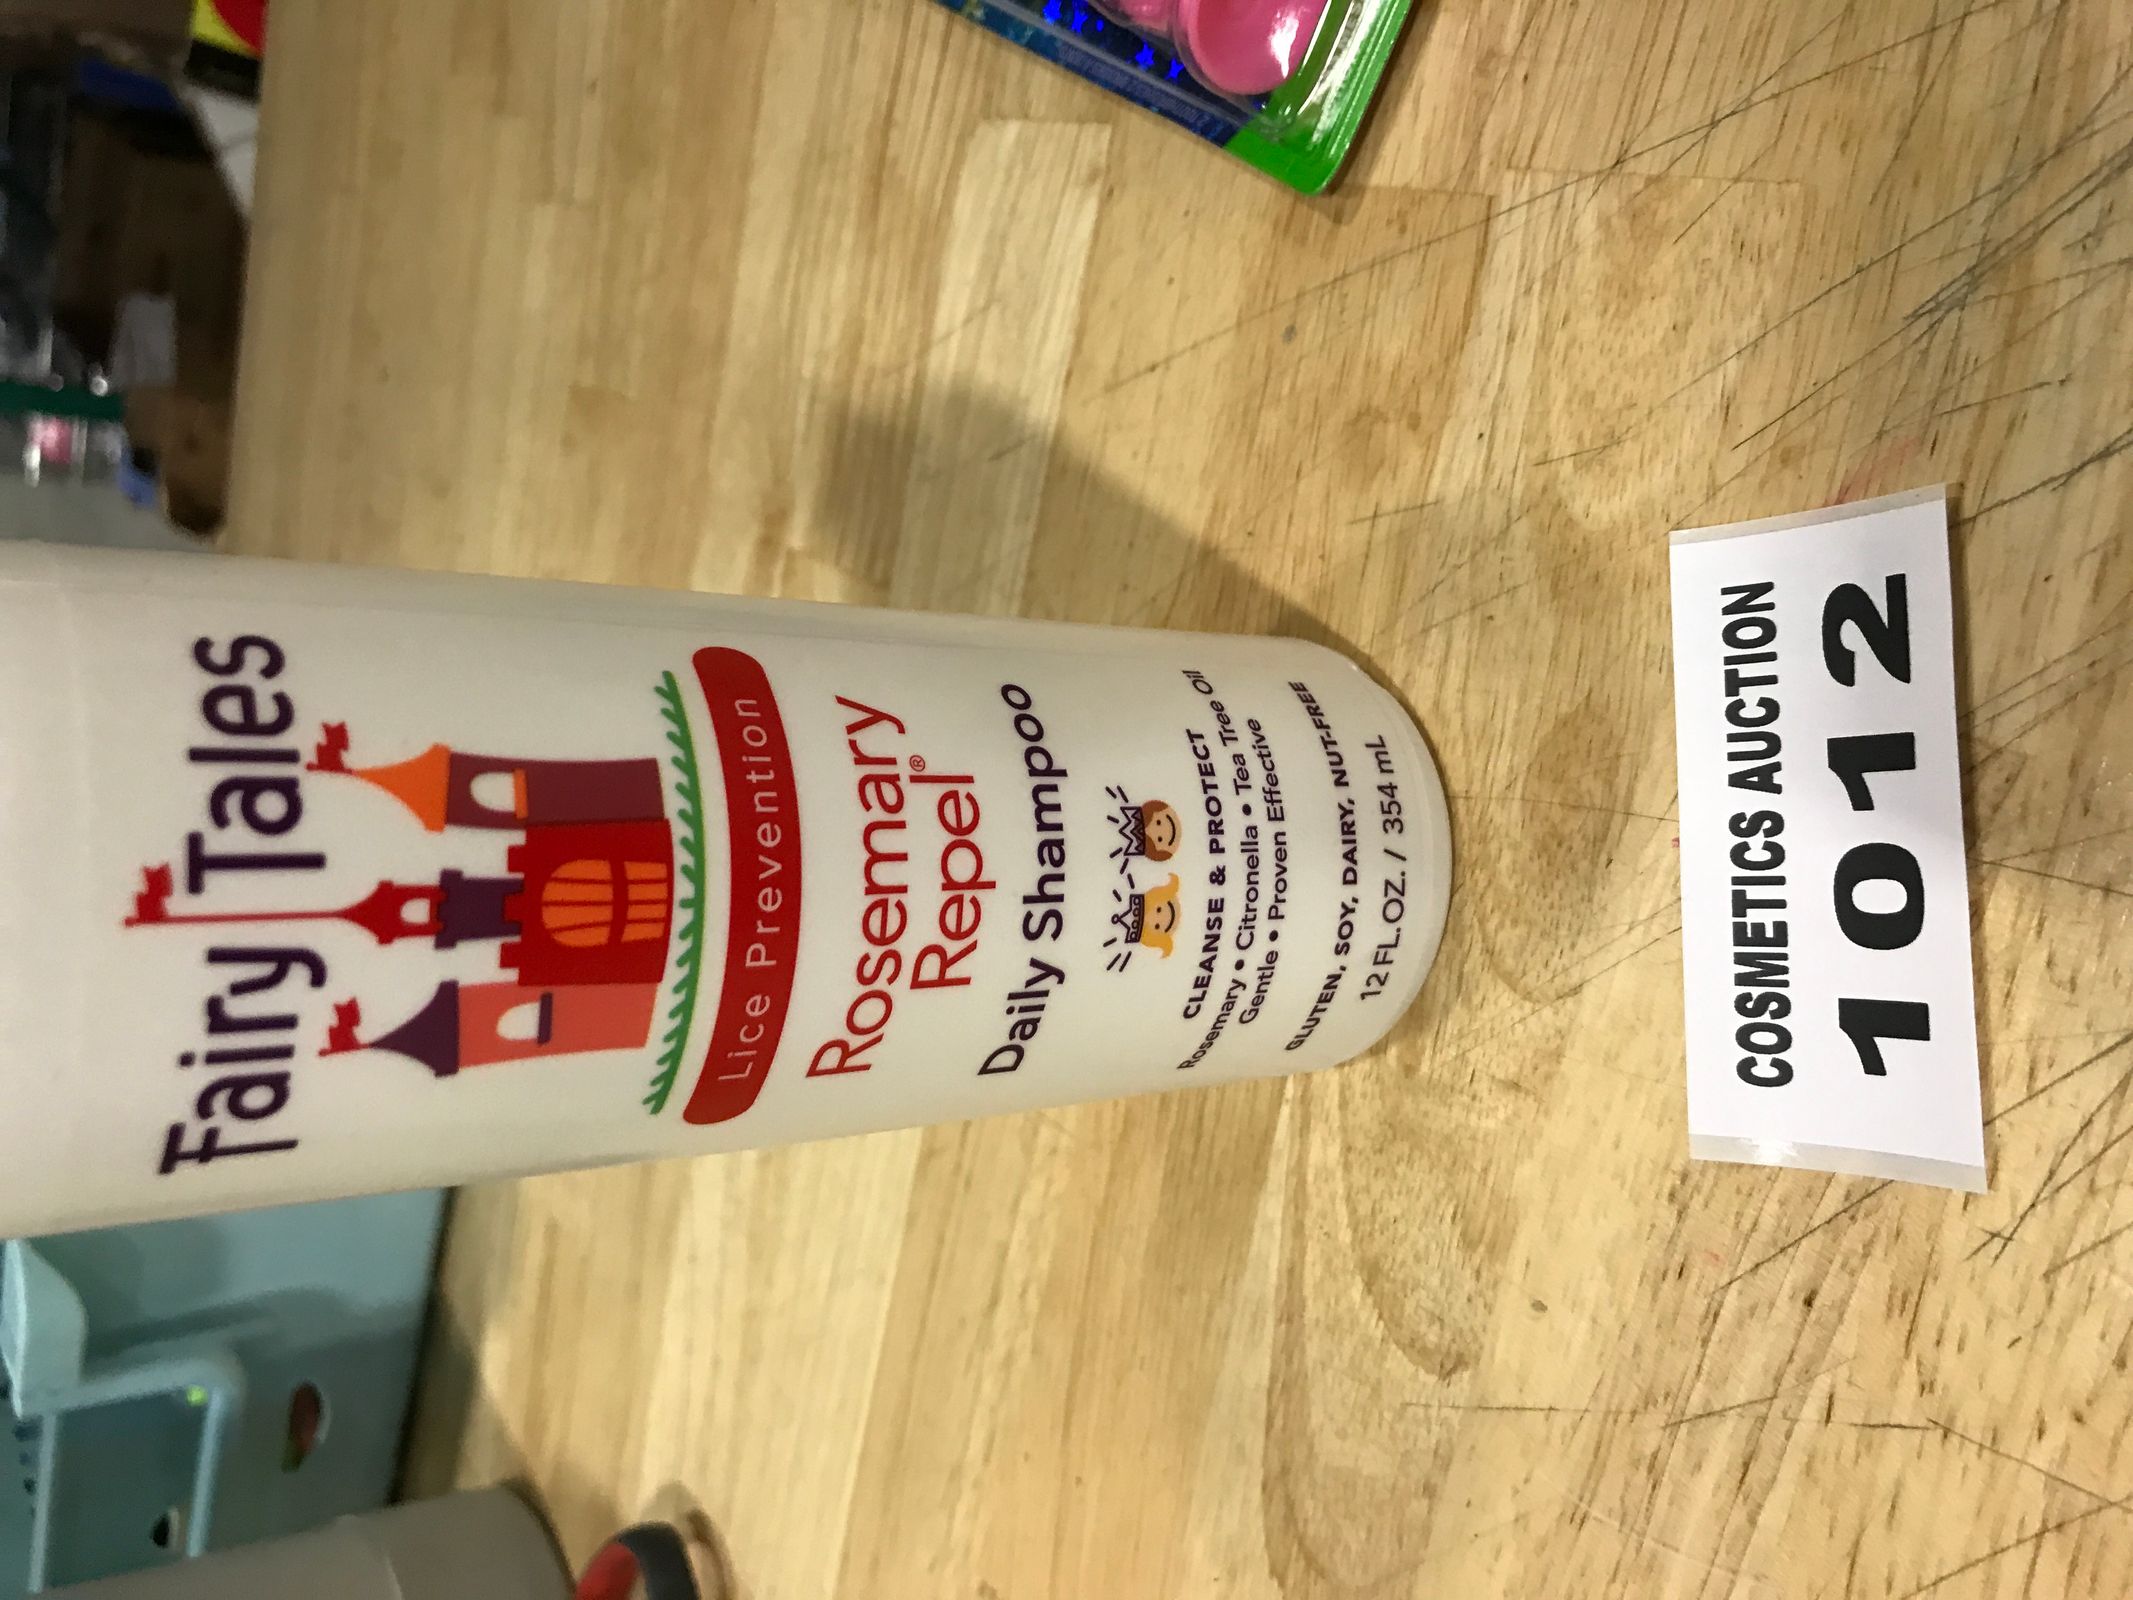 Fairy Tales
Lice Prevention
Rosemary
Repel®
Daily Shampoo
CLEANSE & PROTECT
Rosemary • Citronella • Tea Tree Oil
Gentle • Proven Effective
GLUTEN, SOY, DAIRY, NUT-FREE
12 FL. OZ. / 354 mL
COSMETICS AUCTION
1012